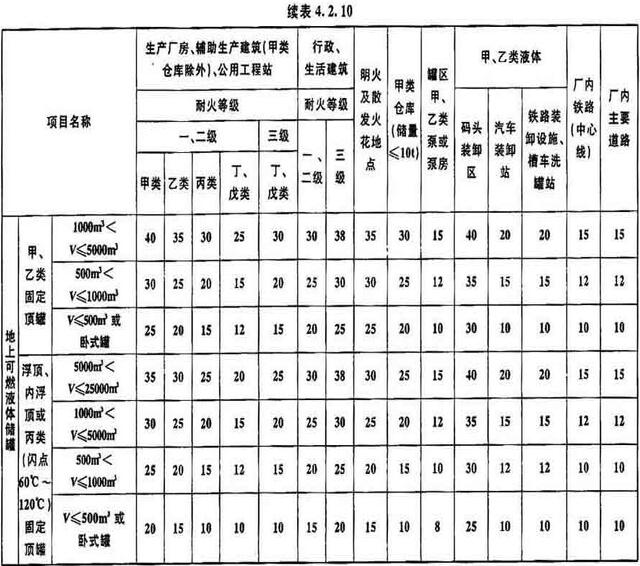 续表 4.2.10
项目名称
生产厂房、辅助生产建筑(甲类
仓库除外)、公用工程站
耐火等级
一、二级
三级
甲类
乙类
丙类
丁、
戊类
丁、
戊类
行政、
生活建筑
耐火等级
一、
二级
三
级
明火
及散
发火
花地
点
甲类
仓库
(储量
≤10t)
罐区
甲、
乙类
泵或
泵房
甲、乙类液体
码头
装卸
区
汽车
装卸
站
铁路装
卸设施、
槽车洗
罐站
厂内
铁路
(中心
线)
厂内
主要
道路
地上可燃液体储罐
甲、
乙类
固定
顶罐
1000m³<
V≤5000m³
40 35 30 25 30 30 38 35 30 15 40 20 20 15 15
500m³<
V≤1000m³
30 25 20 15 20 25 30 30 25 12 35 15 15 12 12
V≤500m³或
卧式罐
25 20 15 12 15 20 25 25 20 10 30 10 10 10 10
浮顶、
内浮
顶或
丙类
(闪点
60℃~
120℃)
固定
顶罐
5000m³<
V≤25000m³
35 30 25 20 25 30 38 30 25 15 40 20 20 15 15
1000m³<
V≤5000m³
30 25 20 15 20 25 30 25 20 12 35 15 15 12 12
500m³<
V≤1000m³
25 20 15 12 15 20 25 20 15 10 30 12 12 10 10
V≤500m³或
卧式罐
20 15 10 10 10 15 20 15 10 8 25 10 10 10 10